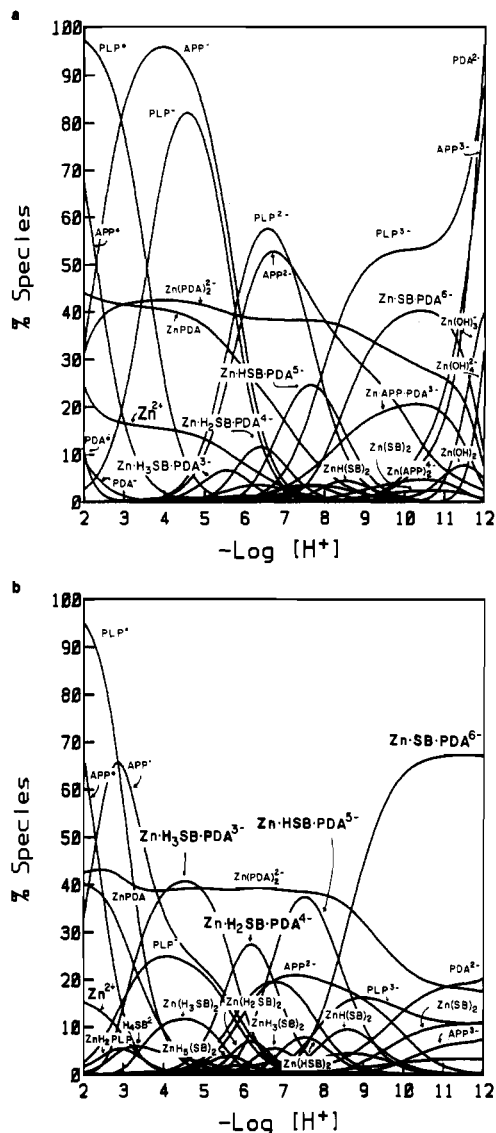 a
100
90
80
70
60
50
40
30
20
10
0
% Species
PLP°
APP⁻
PLP⁻
APP°
PLP²⁻
APP²⁻
PLP³⁻
PDA²⁻
APP³⁻
Zn(PDA)₂²⁻
ZnPDA
Zn·SB·PDA⁶⁻
Zn(OH)₃⁻
Zn·HSB·PDA⁵⁻
Zn(OH)₄²⁻
Zn²⁺
Zn·H₂SB·PDA⁴⁻
Zn·APP·PDA³⁻
PDA°
PDA⁻
Zn·H₃SB·PDA³⁻
ZnH(SB)₂
Zn(SB)₂
Zn(APP)₂⁴⁻
Zn(OH)₂
2 3 4 5 6 7 8 9 10 11 12
-Log [H⁺]
b
100
90
80
70
60
50
40
30
20
10
0
% Species
PLP°
APP°
APP⁻
Zn·SB·PDA⁶⁻
Zn·H₃SB·PDA³⁻
Zn·HSB·PDA⁵⁻
Zn(PDA)₂²⁻
ZnPDA
Zn·H₂SB·PDA⁴⁻
PLP⁻
APP²⁻
PDA²⁻
Zn²⁺
PLP³⁻
Zn(SB)₂
ZnH₂PLP
H₄SB²⁻
Zn(H₃SB)₂
Zn(H₂SB)₂
ZnH(SB)₂
ZnH₅(SB)₂
ZnH₃(SB)₂
Zn(HSB)₂
APP³⁻
2 3 4 5 6 7 8 9 10 11 12
-Log [H⁺]